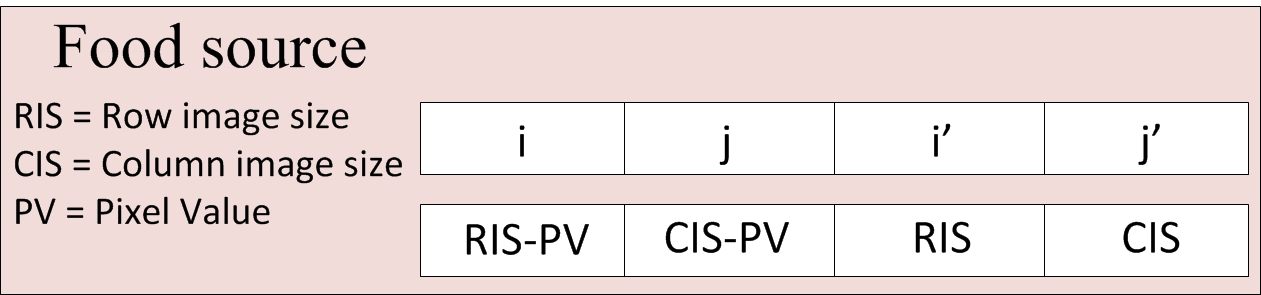 Food source
RIS = Row image size
CIS = Column image size
PV = Pixel Value
i j i’ j’
RIS-PV CIS-PV RIS CIS